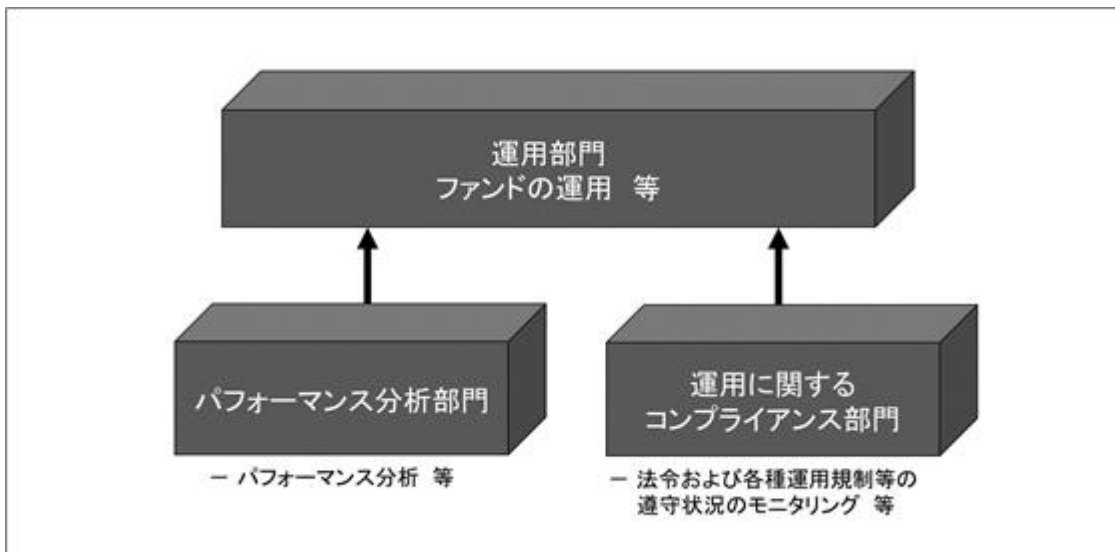 運用部門
ファンドの運用 等
パフォーマンス分析部門
－ パフォーマンス分析 等
運用に関する
コンプライアンス部門
－ 法令および各種運用規制等の
遵守状況のモニタリング 等